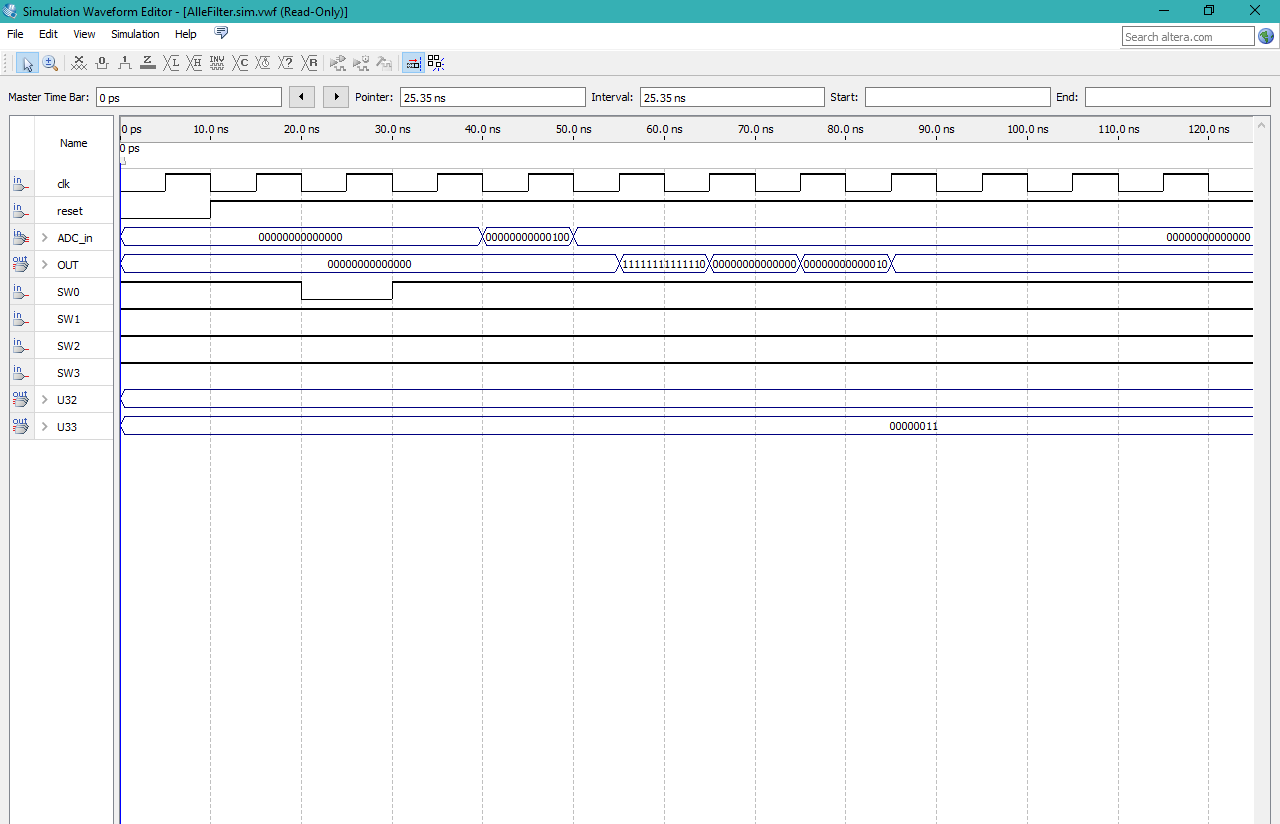 Simulation Waveform Editor - [AlleFilter.sim.vwf (Read-Only)]
File Edit View Simulation Help
Search altera.com
Master Time Bar: 0 ps Pointer: 25.35 ns Interval: 25.35 ns Start: End:
Name
0 ps 10.0 ns 20.0 ns 30.0 ns 40.0 ns 50.0 ns 60.0 ns 70.0 ns 80.0 ns 90.0 ns 100.0 ns 110.0 ns 120.0 ns
0 ps
in clk
in reset
in ADC_in 00000000000000 00000000000100 00000000000000
out OUT 00000000000000 11111111111110 00000000000000 00000000000010
in SW0
in SW1
in SW2
in SW3
out U32
out U33 00000011